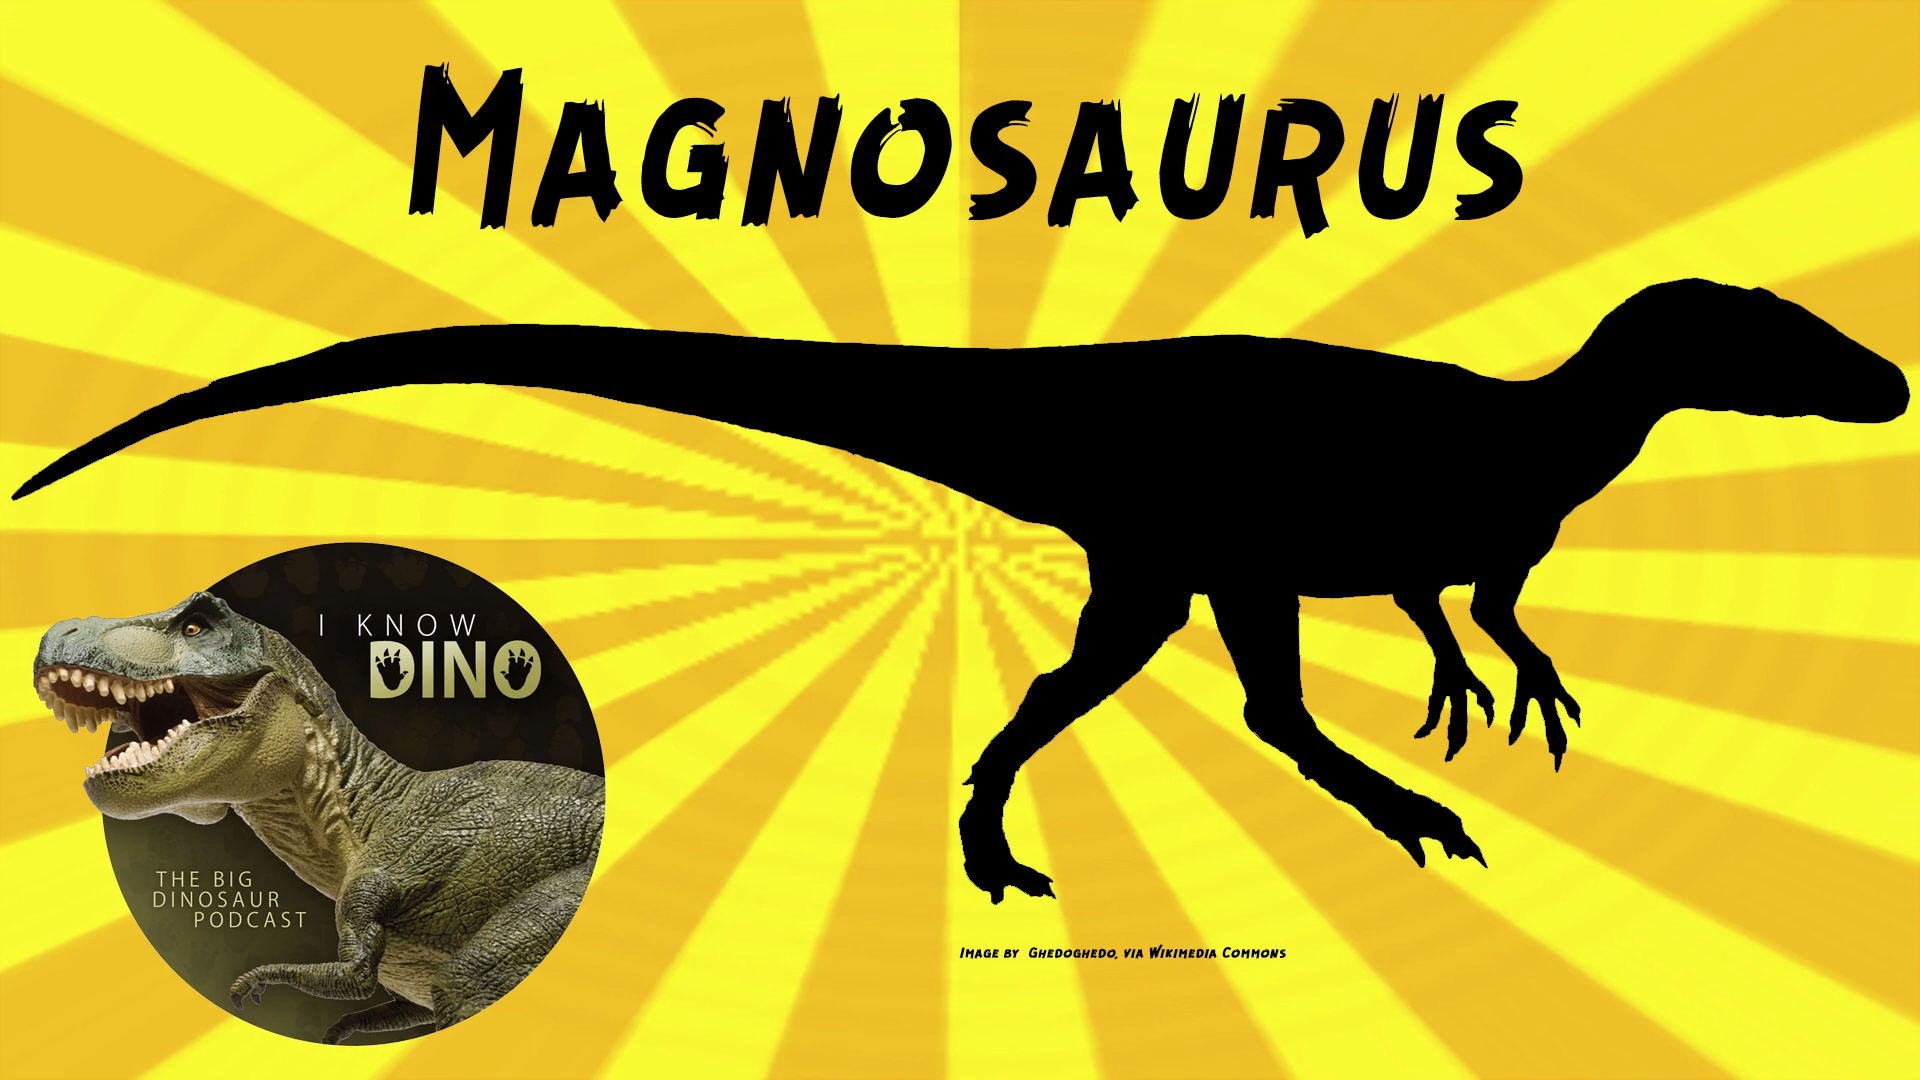 Magnosaurus
I KNOW
DINO
THE BIG
DINOSAUR
PODCAST
Image by Ghedoghedo, via Wikimedia Commons